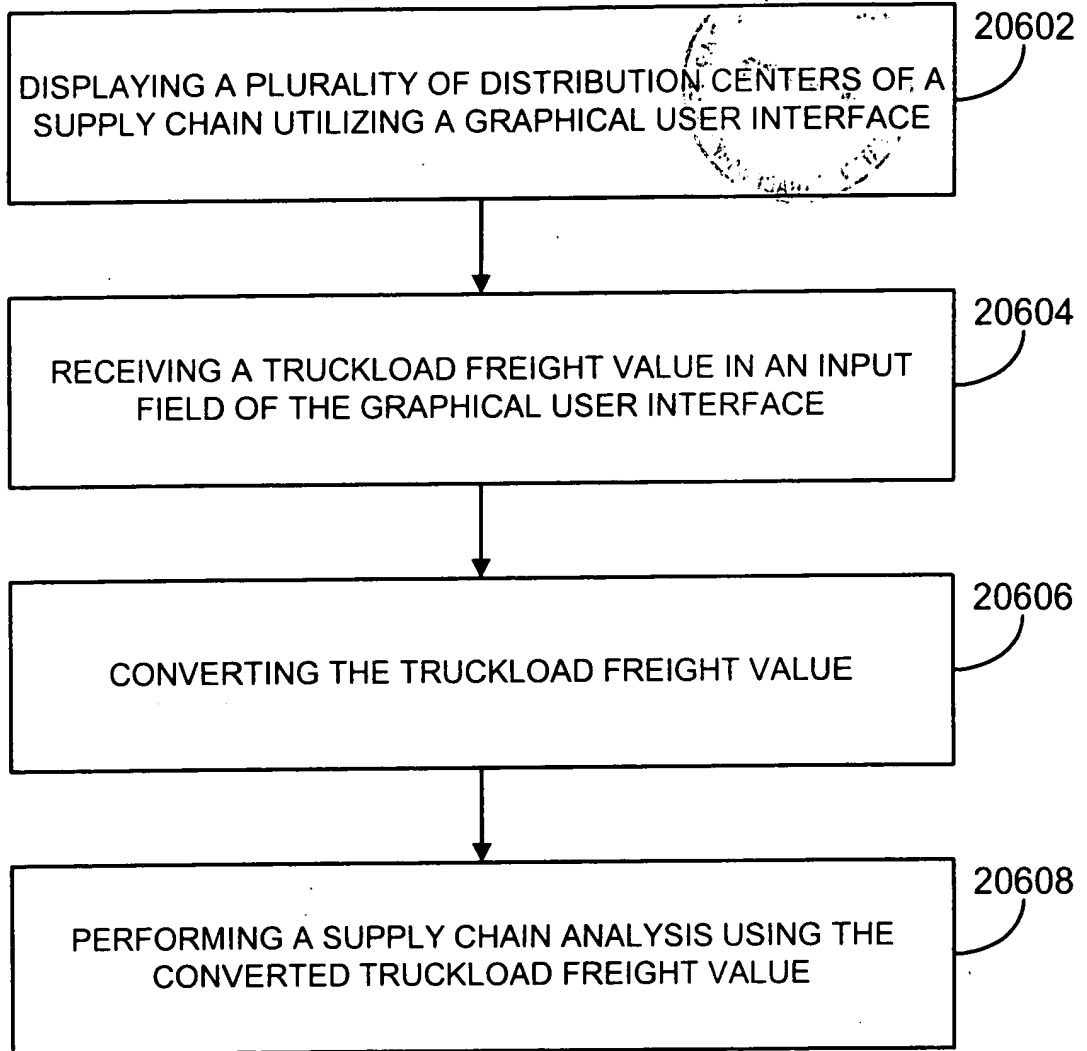 20602
DISPLAYING A PLURALITY OF DISTRIBUTION CENTERS OF A
SUPPLY CHAIN UTILIZING A GRAPHICAL USER INTERFACE
20604
RECEIVING A TRUCKLOAD FREIGHT VALUE IN AN INPUT
FIELD OF THE GRAPHICAL USER INTERFACE
20606
CONVERTING THE TRUCKLOAD FREIGHT VALUE
20608
PERFORMING A SUPPLY CHAIN ANALYSIS USING THE
CONVERTED TRUCKLOAD FREIGHT VALUE